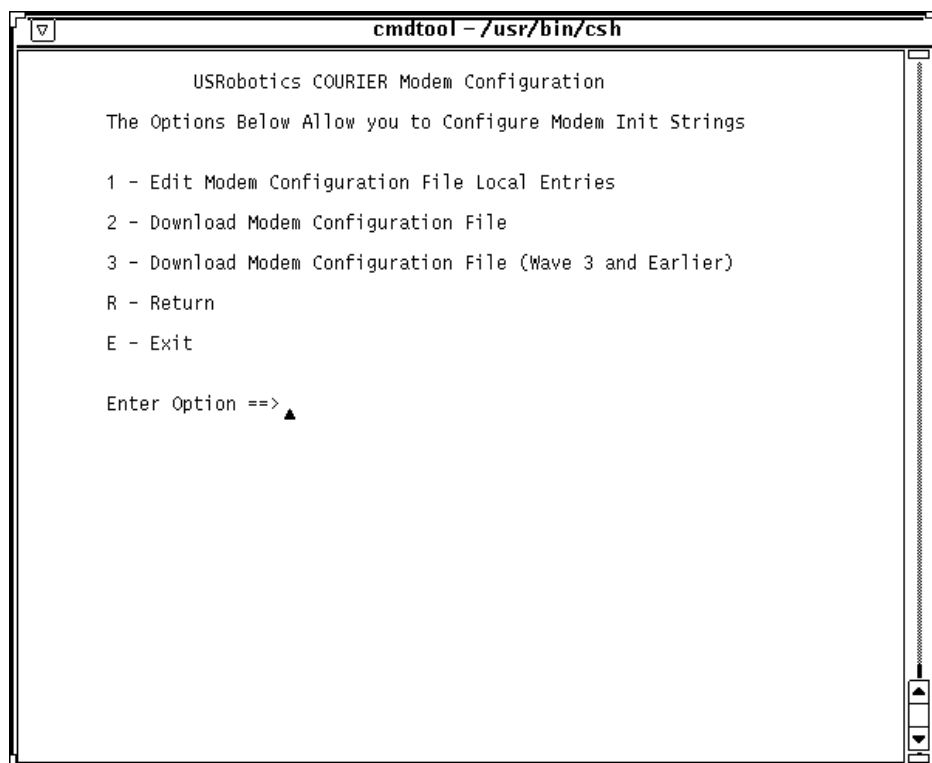 cmdtool – /usr/bin/csh
USRobotics COURIER Modem Configuration
The Options Below Allow you to Configure Modem Init Strings
1 – Edit Modem Configuration File Local Entries
2 – Download Modem Configuration File
3 – Download Modem Configuration File (Wave 3 and Earlier)
R – Return
E – Exit
Enter Option ==>